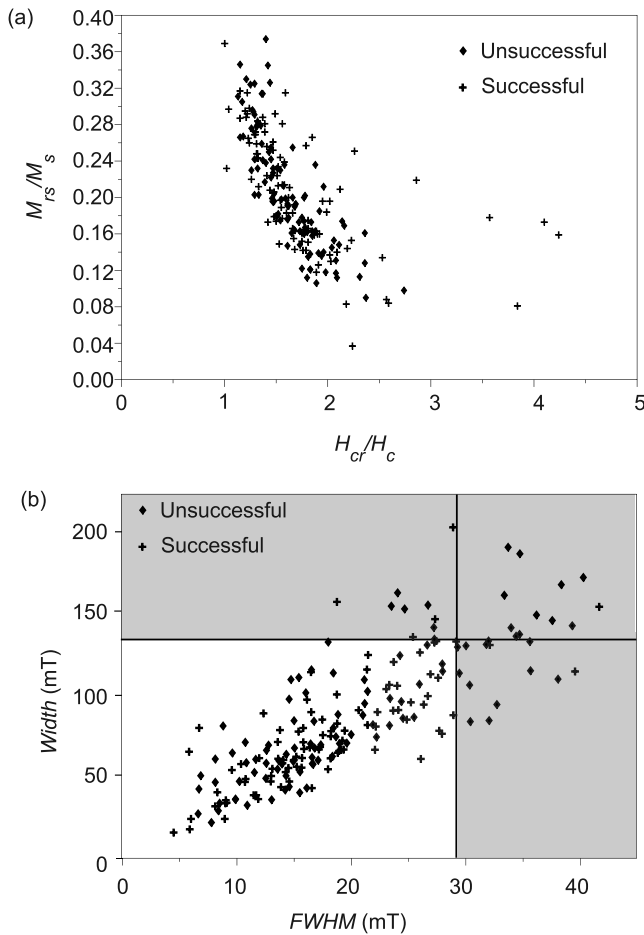 (a)
0.40
0.36
0.32
0.28
0.24
0.20
0.16
0.12
0.08
0.04
0.00
Mrs/Ms
Unsuccessful
Successful
0 1 2 3 4 5
Hcr/Hc
(b)
Unsuccessful
Successful
200
150
100
50
0
Width (mT)
0 10 20 30 40
FWHM (mT)